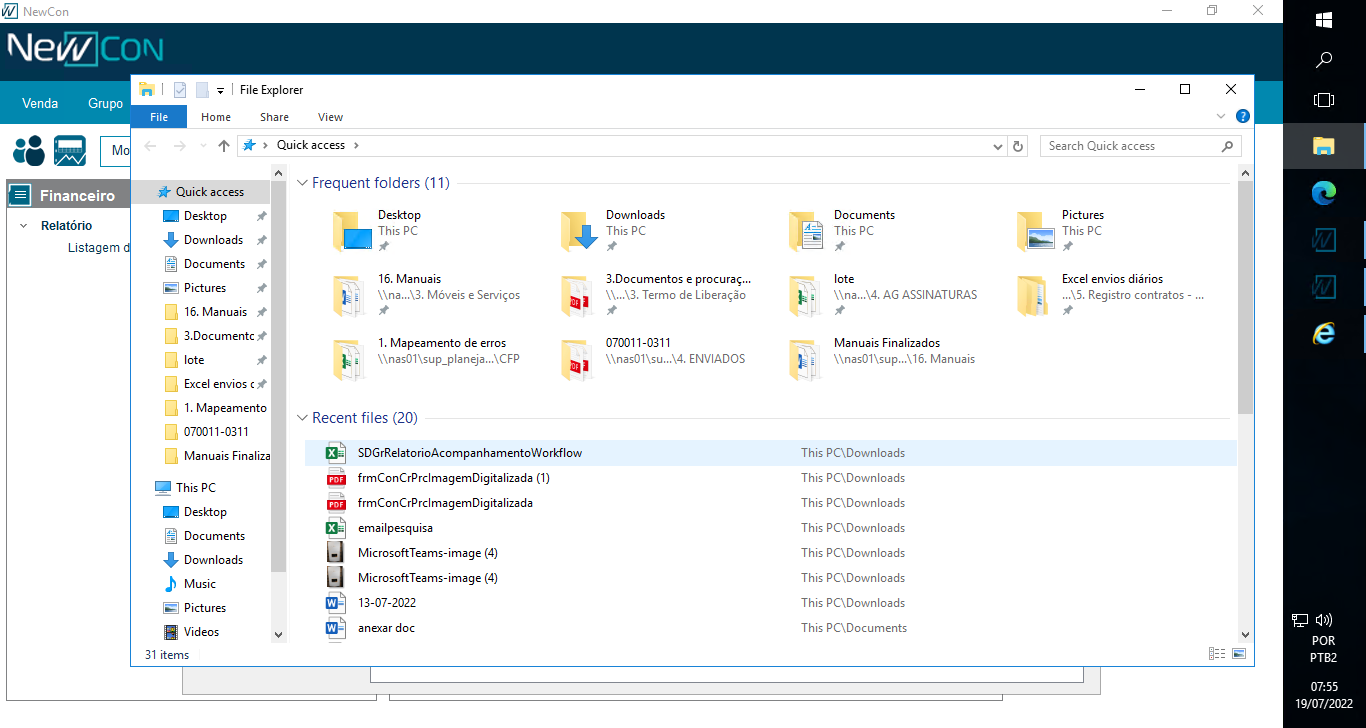 NewCon
NewCon
Venda Grupo
Mo
Financeiro
Relatório
Listagem d
File Explorer
File Home Share View
Quick access
Search Quick access
Quick access
Desktop
Downloads
Documents
Pictures
16. Manuais
3.Documento
lote
Excel envios c
1. Mapeamento
070011-0311
Manuais Finaliza
This PC
Desktop
Documents
Downloads
Music
Pictures
Videos
31 items
Frequent folders (11)
Desktop
This PC
Downloads
This PC
Documents
This PC
Pictures
This PC
16. Manuais
\\na...\3. Móveis e Serviços
3.Documentos e procuraç...
\\...\3. Termo de Liberação
lote
\\na...\4. AG ASSINATURAS
Excel envios diários
...\5. Registro contratos - ...
1. Mapeamento de erros
\\nas01\sup_planeja...\CFP
070011-0311
\\nas01\su...\4. ENVIADOS
Manuais Finalizados
\\nas01\sup...\16. Manuais
Recent files (20)
SDGrRelatorioAcompanhamentoWorkflow This PC\Downloads
frmConCrPrcImagemDigitalizada (1) This PC\Downloads
frmConCrPrcImagemDigitalizada This PC\Downloads
emailpesquisa This PC\Downloads
MicrosoftTeams-image (4) This PC\Downloads
MicrosoftTeams-image (4) This PC\Downloads
13-07-2022 This PC\Downloads
anexar doc This PC\Documents
POR
PTB2
07:55
19/07/2022